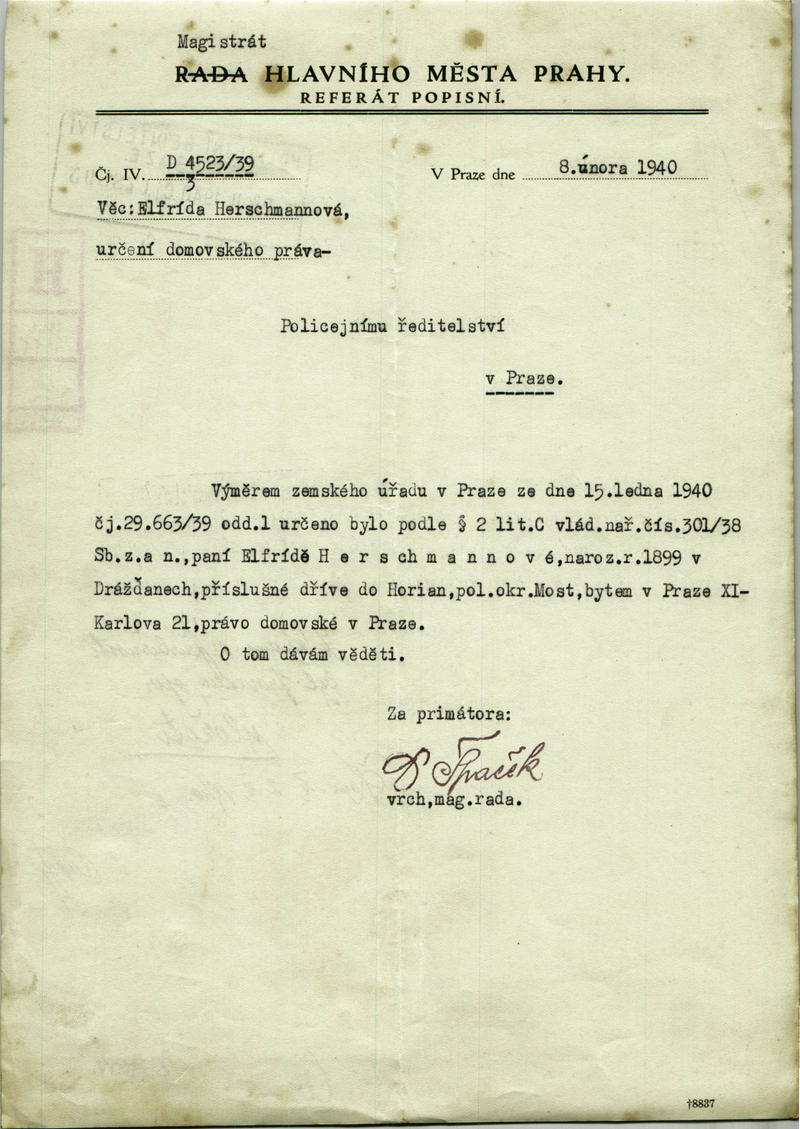 Magistrát
RADA HLAVNÍHO MĚSTA PRAHY.
REFERÁT POPISNÍ.
Čj. IV. D 4523/39
3
V Praze dne 8.února 1940
Věc:Elfrída Herschmannová,
určení domovského práva-
Policejnímu ředitelství
v Praze.
Výměrem zemského úřadu v Praze ze dne 15.ledna 1940
čj.29.663/39 odd.1 určeno bylo podle § 2 lit.C vlád.nař.čís.301/38
Sb.z.a n.,paní Elfrídě H e r s c h m a n n o v é,naroz.r.1899 v
Drážďanech,příslušné dříve do Horian,pol.okr.Most,bytem v Praze XI-
Karlova 21,právo domovské v Praze.
O tom dávám věděti.
Za primátora:
Dr Špaček
vrch,mag.rada.
†8837